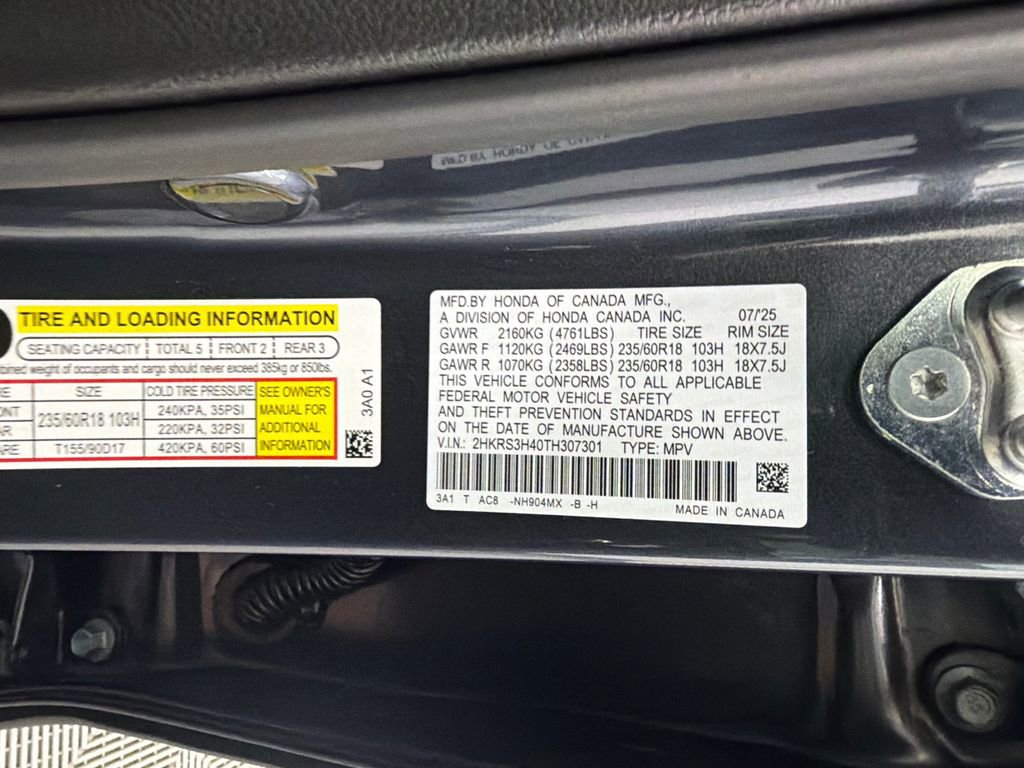 TIRE AND LOADING INFORMATION
SEATING CAPACITY TOTAL 5 FRONT 2 REAR 3
weight of occupants and cargo should never exceed 385kg or 850lbs.
SIZE COLD TIRE PRESSURE SEE OWNER'S
235/60R18 103H 240KPA, 35PSI MANUAL FOR
220KPA, 32PSI ADDITIONAL
T155/90D17 420KPA, 60PSI INFORMATION
3A0 A1
MFD.BY HONDA OF CANADA MFG.,
A DIVISION OF HONDA CANADA INC. 07/'25
GVWR 2160KG (4761LBS) TIRE SIZE RIM SIZE
GAWR F 1120KG (2469LBS) 235/60R18 103H 18X7.5J
GAWR R 1070KG (2358LBS) 235/60R18 103H 18X7.5J
THIS VEHICLE CONFORMS TO ALL APPLICABLE
FEDERAL MOTOR VEHICLE SAFETY
AND THEFT PREVENTION STANDARDS IN EFFECT
ON THE DATE OF MANUFACTURE SHOWN ABOVE.
V.I.N.: 2HKRS3H40TH307301 TYPE: MPV
3A1 T AC8 -NH904MX -B -H
MADE IN CANADA